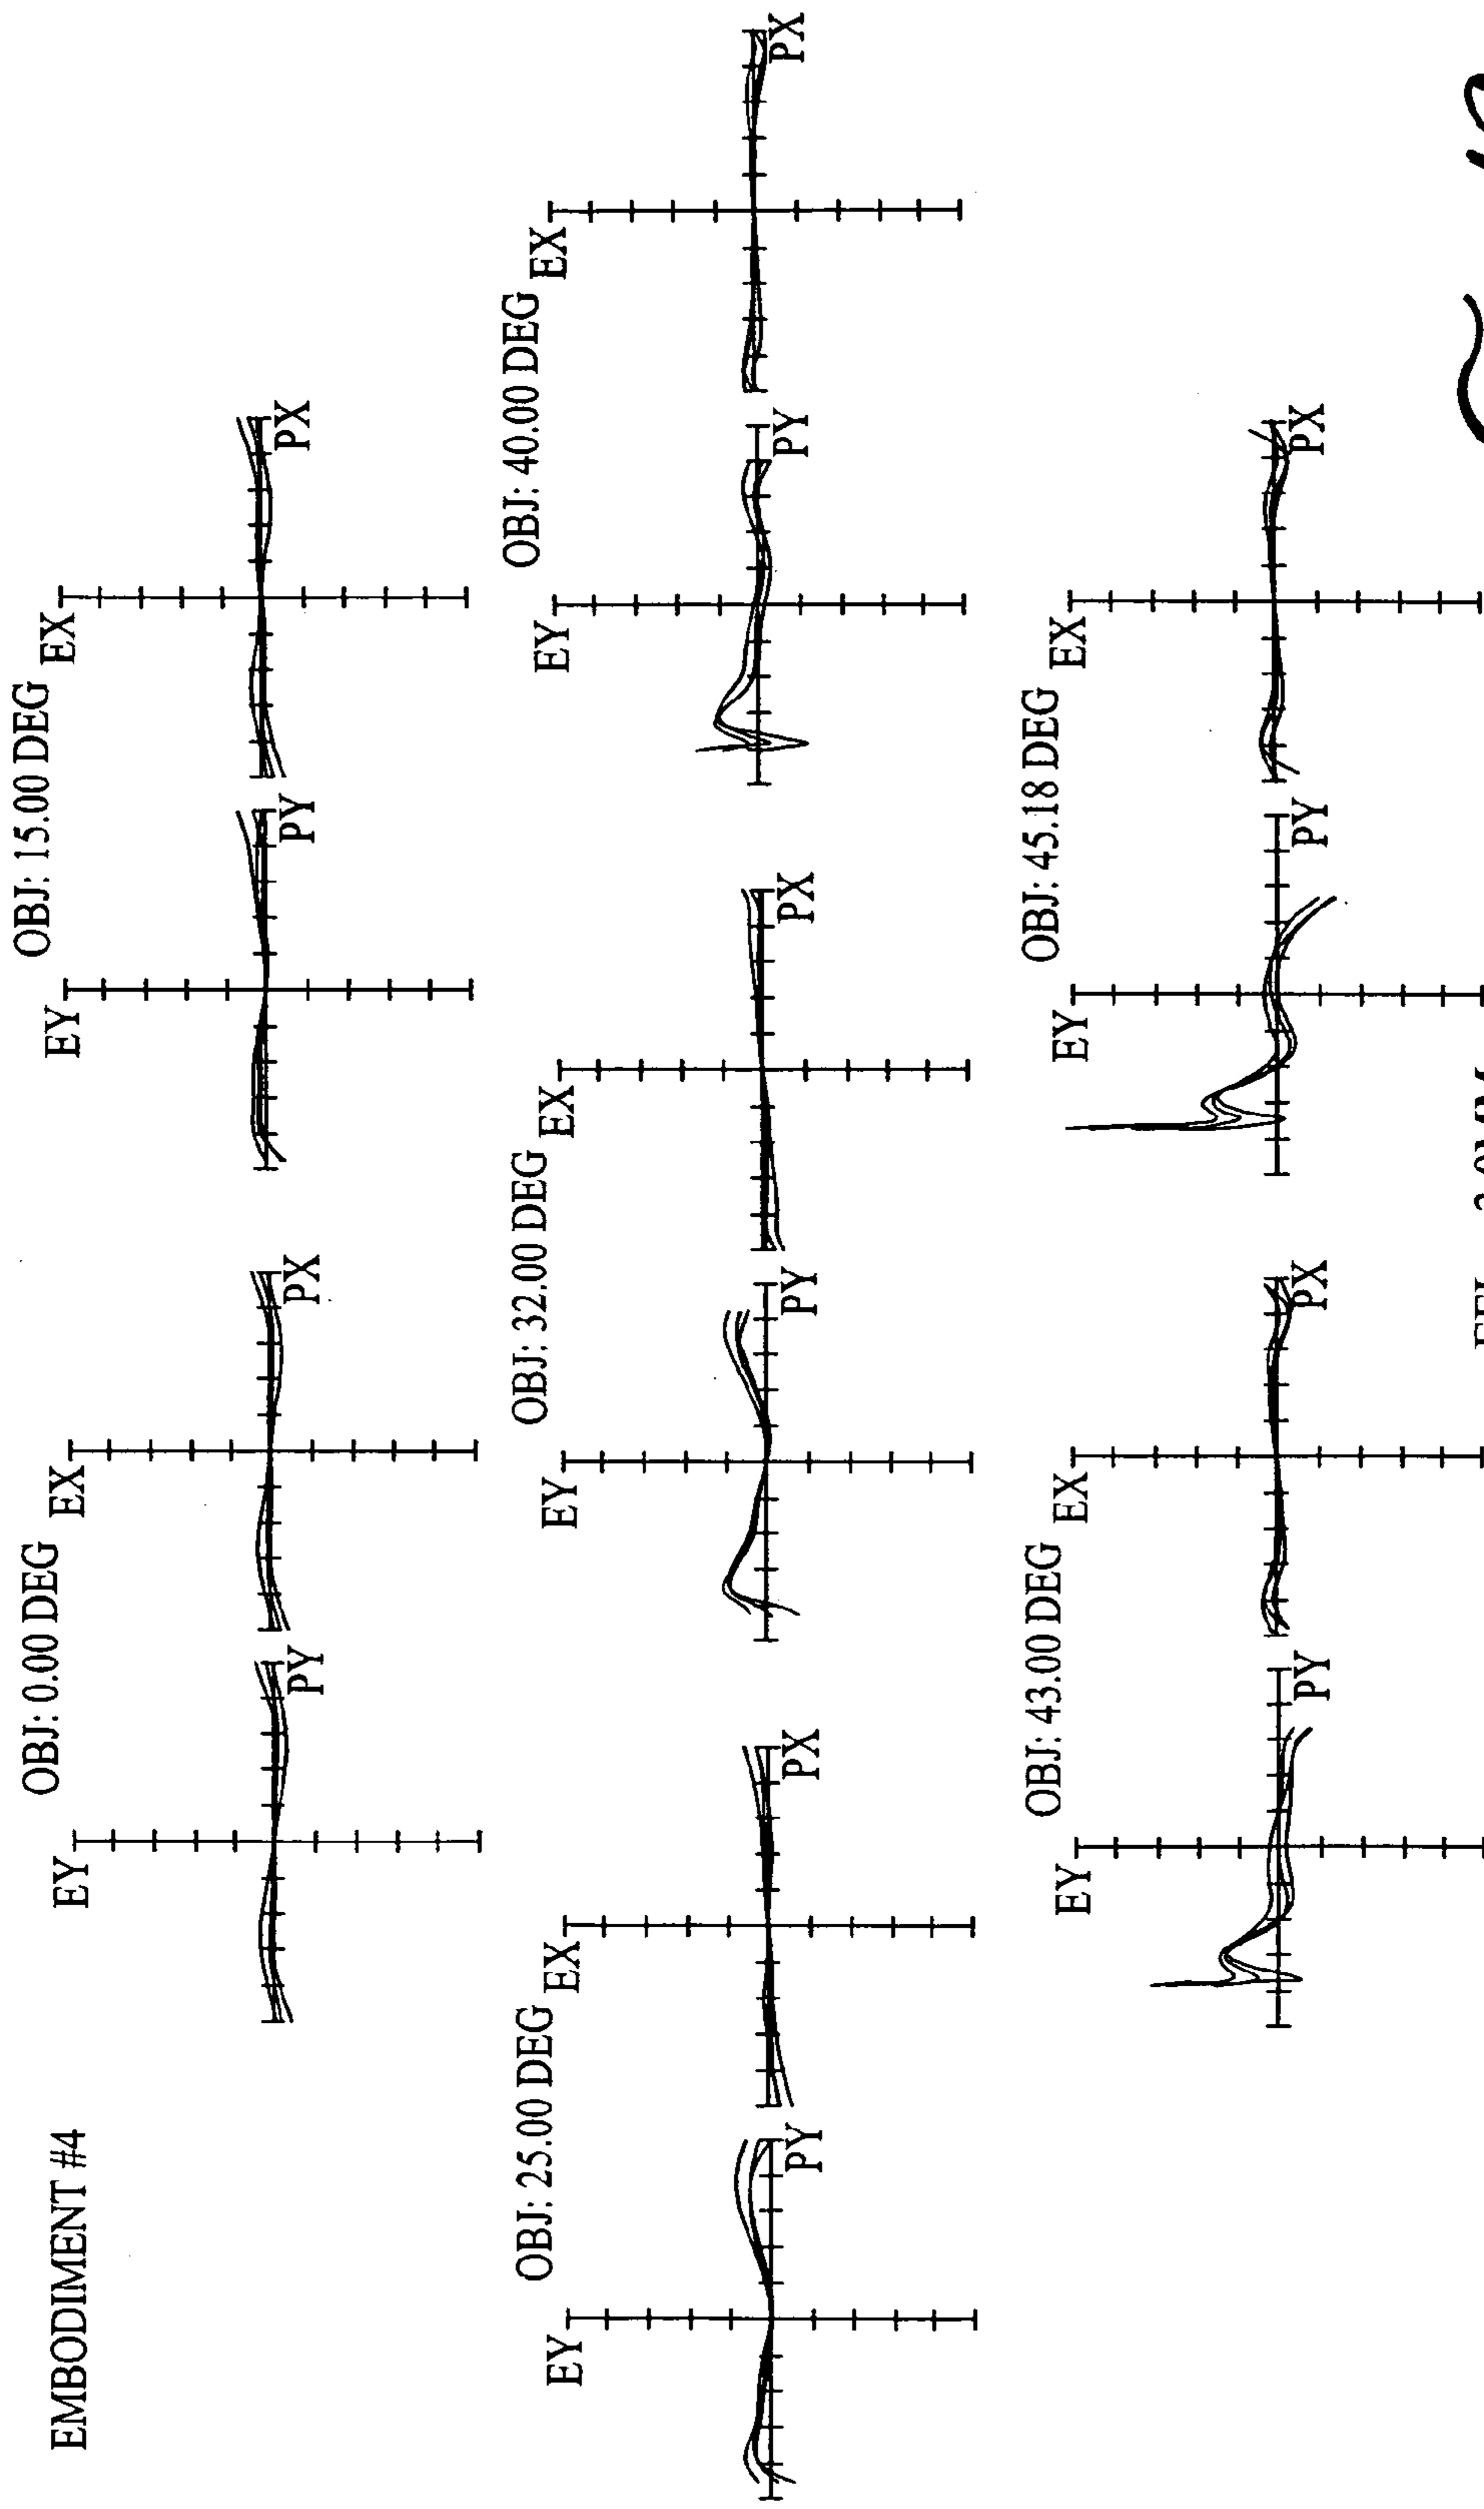 EMBODIMENT #4
OBJ: 0.00 DEG
EY
PY
EX
PX
OBJ: 15.00 DEG
EY
PY
EX
PX
OBJ: 25.00 DEG
EY
PY
EX
PX
OBJ: 32.00 DEG
EY
PY
EX
PX
OBJ: 40.00 DEG
EY
PY
EX
PX
OBJ: 43.00 DEG
EY
PY
EX
PX
OBJ: 45.18 DEG
EY
PY
EX
PX